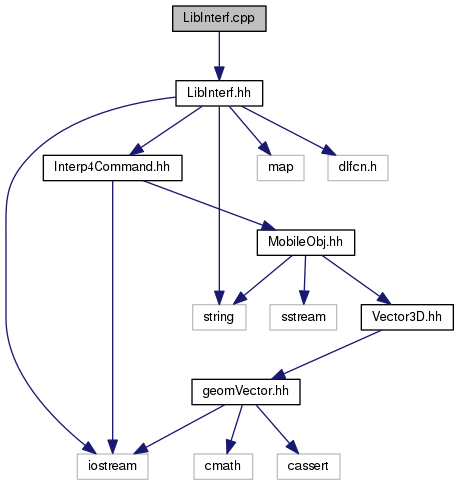 LibInterf.cpp
LibInterf.hh
Interp4Command.hh
map
dlfcn.h
MobileObj.hh
string
sstream
Vector3D.hh
geomVector.hh
iostream
cmath
cassert